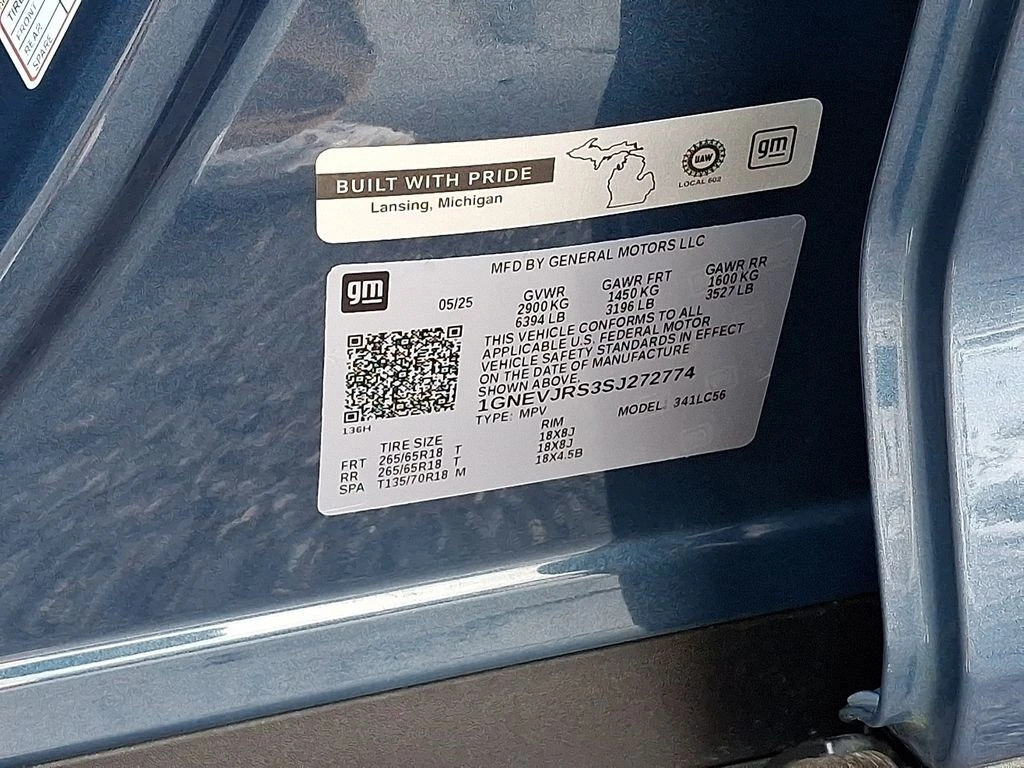 TIRE
FRONT
REAR
SPARE
BUILT WITH PRIDE
Lansing, Michigan
UAW
LOCAL 602
gm
gm
MFD BY GENERAL MOTORS LLC
05/25
GVWR
2900 KG
6394 LB
GAWR FRT
1450 KG
3196 LB
GAWR RR
1600 KG
3527 LB
THIS VEHICLE CONFORMS TO ALL
APPLICABLE U.S. FEDERAL MOTOR
VEHICLE SAFETY STANDARDS IN EFFECT
ON THE DATE OF MANUFACTURE
SHOWN ABOVE.
1GNEVJRS3SJ272774
TYPE: MPV MODEL: 341LC56
136H
TIRE SIZE RIM
FRT 265/65R18 T 18X8J
RR 265/65R18 T 18X8J
SPA T135/70R18 M 18X4.5B